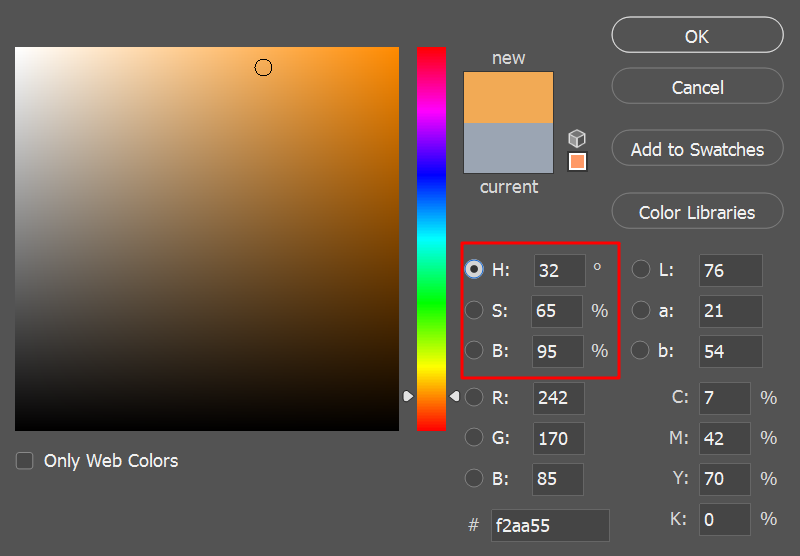 new
current
OK
Cancel
Add to Swatches
Color Libraries
H: 32 °
S: 65 %
B: 95 %
R: 242
G: 170
B: 85
# f2aa55
L: 76
a: 21
b: 54
C: 7 %
M: 42 %
Y: 70 %
K: 0 %
Only Web Colors